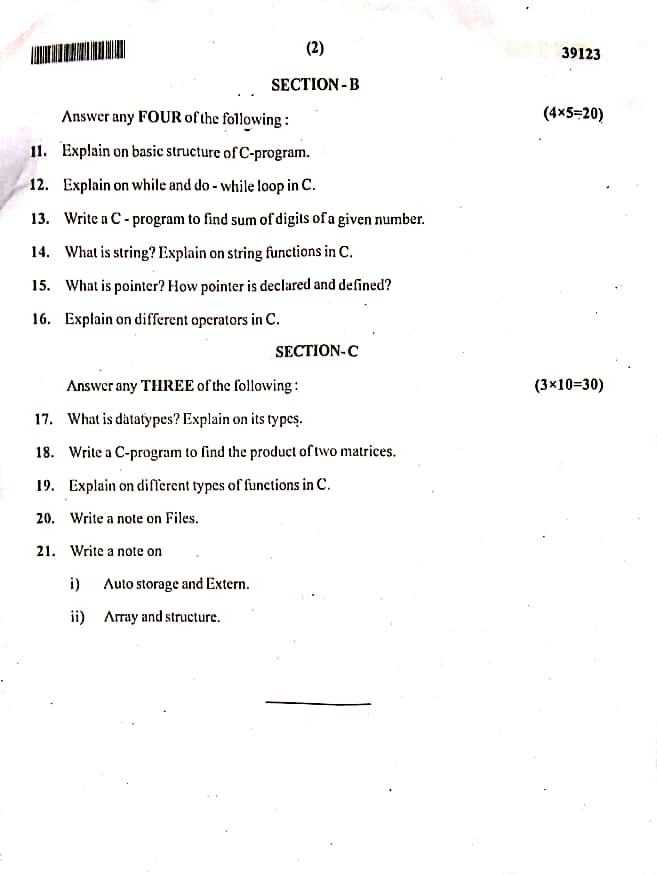 (2)
39123
SECTION - B
Answer any FOUR of the following :
(4×5=20)
11. Explain on basic structure of C-program.
12. Explain on while and do - while loop in C.
13. Write a C - program to find sum of digits of a given number.
14. What is string? Explain on string functions in C.
15. What is pointer? How pointer is declared and defined?
16. Explain on different operators in C.
SECTION-C
Answer any THREE of the following :
(3×10=30)
17. What is datatypes? Explain on its types.
18. Write a C-program to find the product of two matrices.
19. Explain on different types of functions in C.
20. Write a note on Files.
21. Write a note on
i) Auto storage and Extern.
ii) Array and structure.